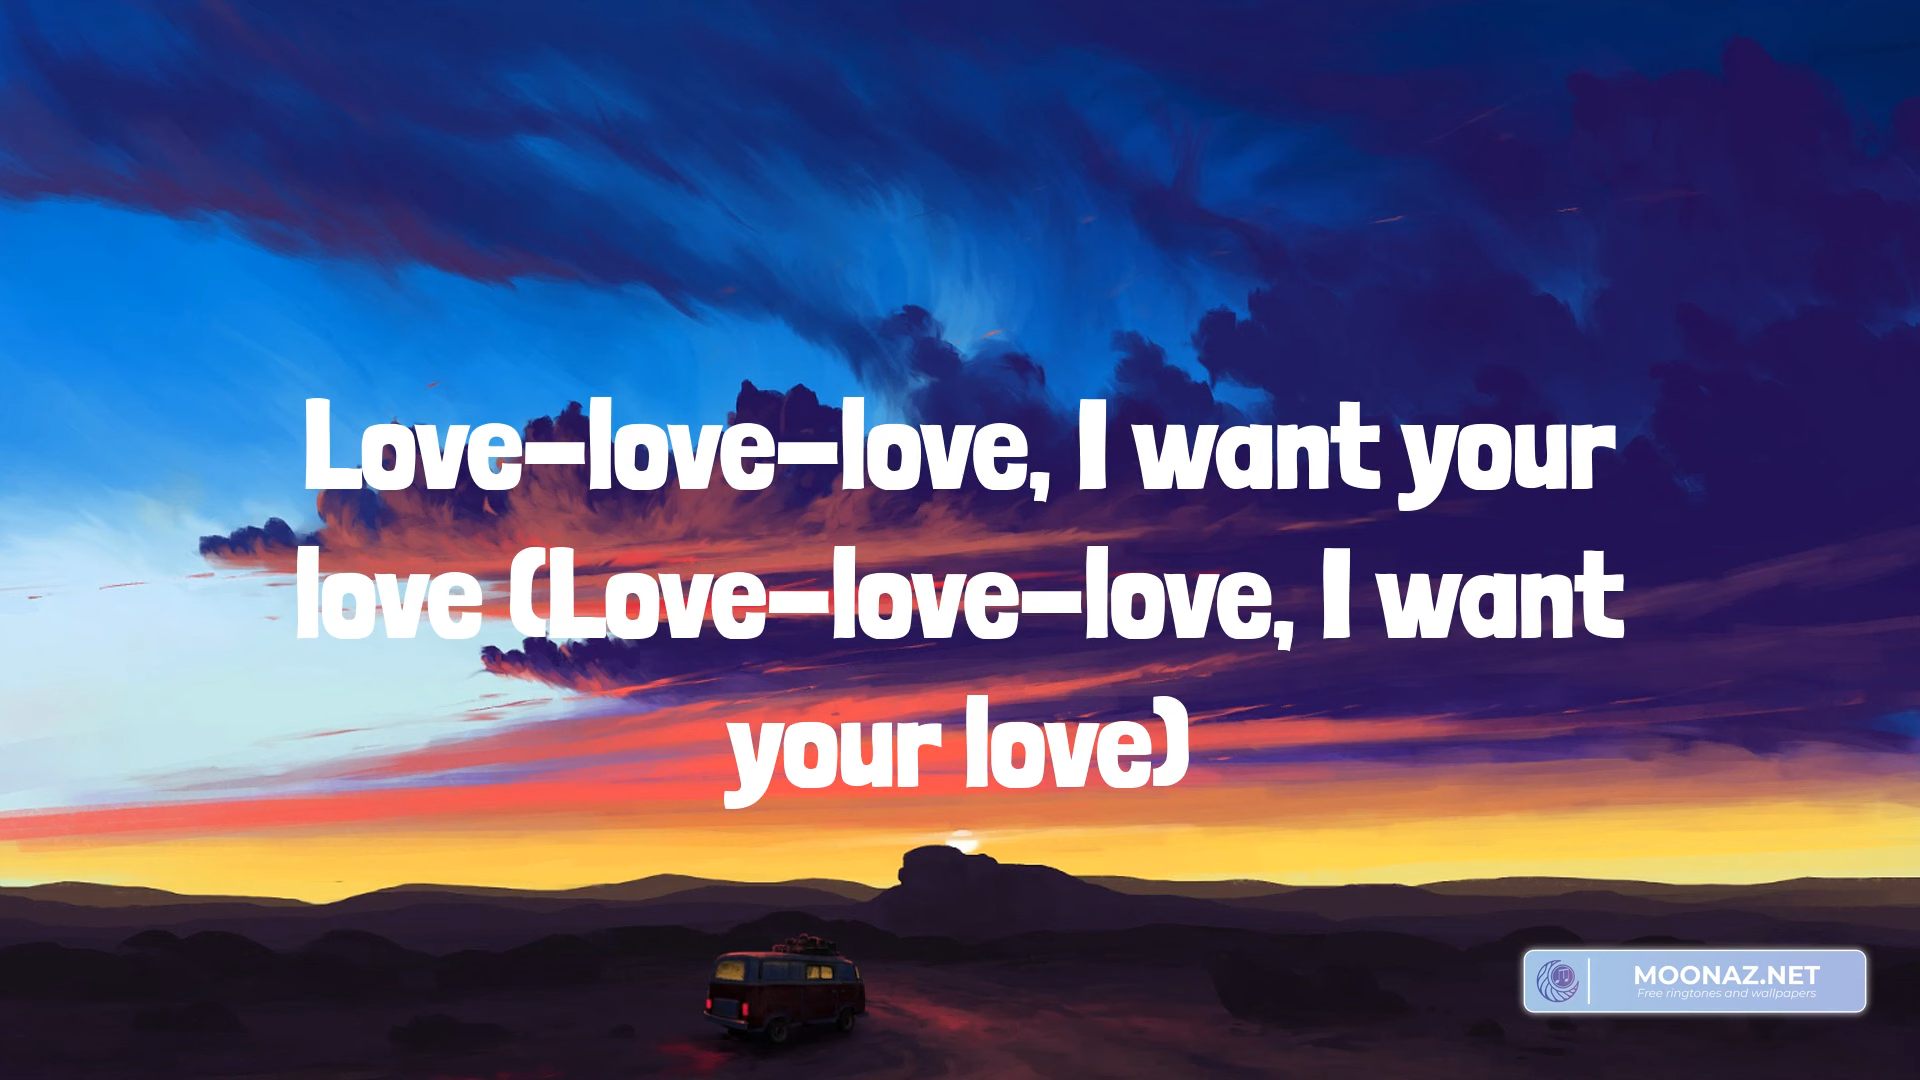 Love-love-love, I want your
love (Love-love-love, I want
your love)
MOONAZ.NET
Free ringtones and wallpapers